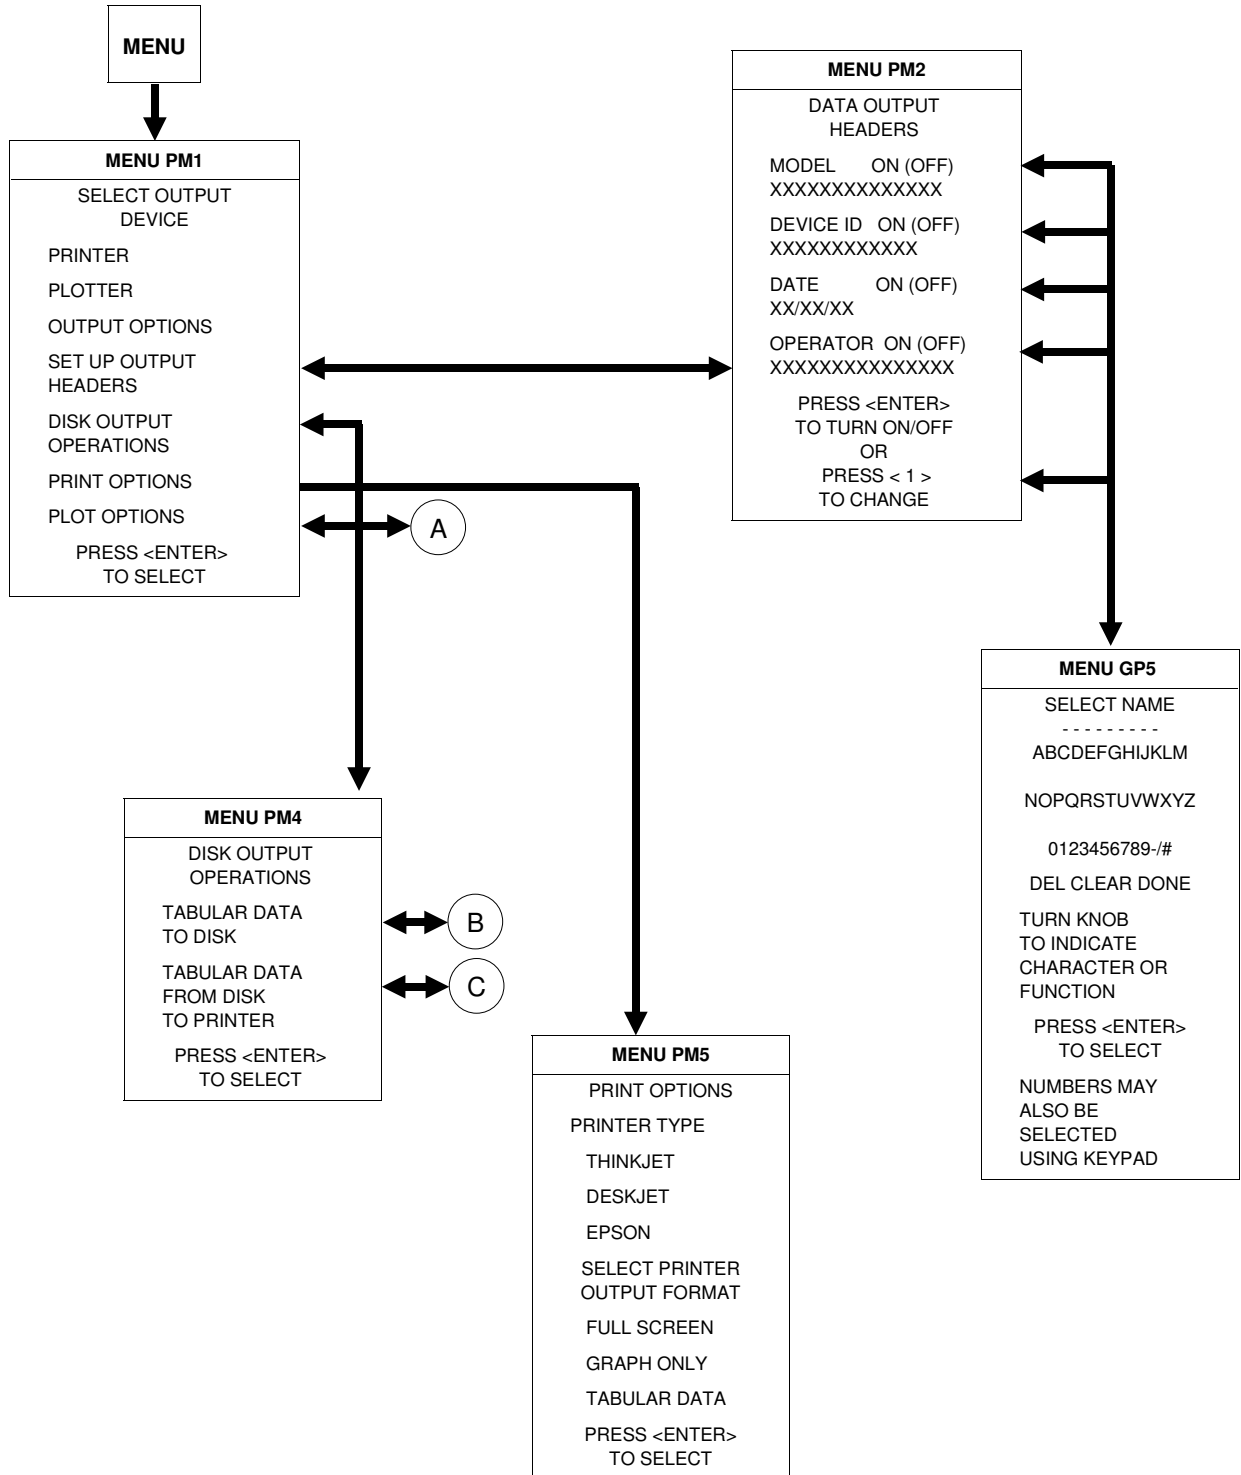 MENU
MENU PM1
SELECT OUTPUT
DEVICE
PRINTER
PLOTTER
OUTPUT OPTIONS
SET UP OUTPUT
HEADERS
DISK OUTPUT
OPERATIONS
PRINT OPTIONS
PLOT OPTIONS
PRESS <ENTER>
TO SELECT
A
MENU PM2
DATA OUTPUT
HEADERS
MODEL ON (OFF)
XXXXXXXXXXXXXX
DEVICE ID ON (OFF)
XXXXXXXXXXXX
DATE ON (OFF)
XX/XX/XX
OPERATOR ON (OFF)
XXXXXXXXXXXXXXX
PRESS <ENTER>
TO TURN ON/OFF
OR
PRESS < 1 >
TO CHANGE
MENU GP5
SELECT NAME
- - - - - - - - -
ABCDEFGHIJKLM
NOPQRSTUVWXYZ
0123456789-/#
DEL CLEAR DONE
TURN KNOB
TO INDICATE
CHARACTER OR
FUNCTION
PRESS <ENTER>
TO SELECT
NUMBERS MAY
ALSO BE
SELECTED
USING KEYPAD
MENU PM4
DISK OUTPUT
OPERATIONS
TABULAR DATA
TO DISK
B
TABULAR DATA
FROM DISK
TO PRINTER
C
PRESS <ENTER>
TO SELECT
MENU PM5
PRINT OPTIONS
PRINTER TYPE
THINKJET
DESKJET
EPSON
SELECT PRINTER
OUTPUT FORMAT
FULL SCREEN
GRAPH ONLY
TABULAR DATA
PRESS <ENTER>
TO SELECT